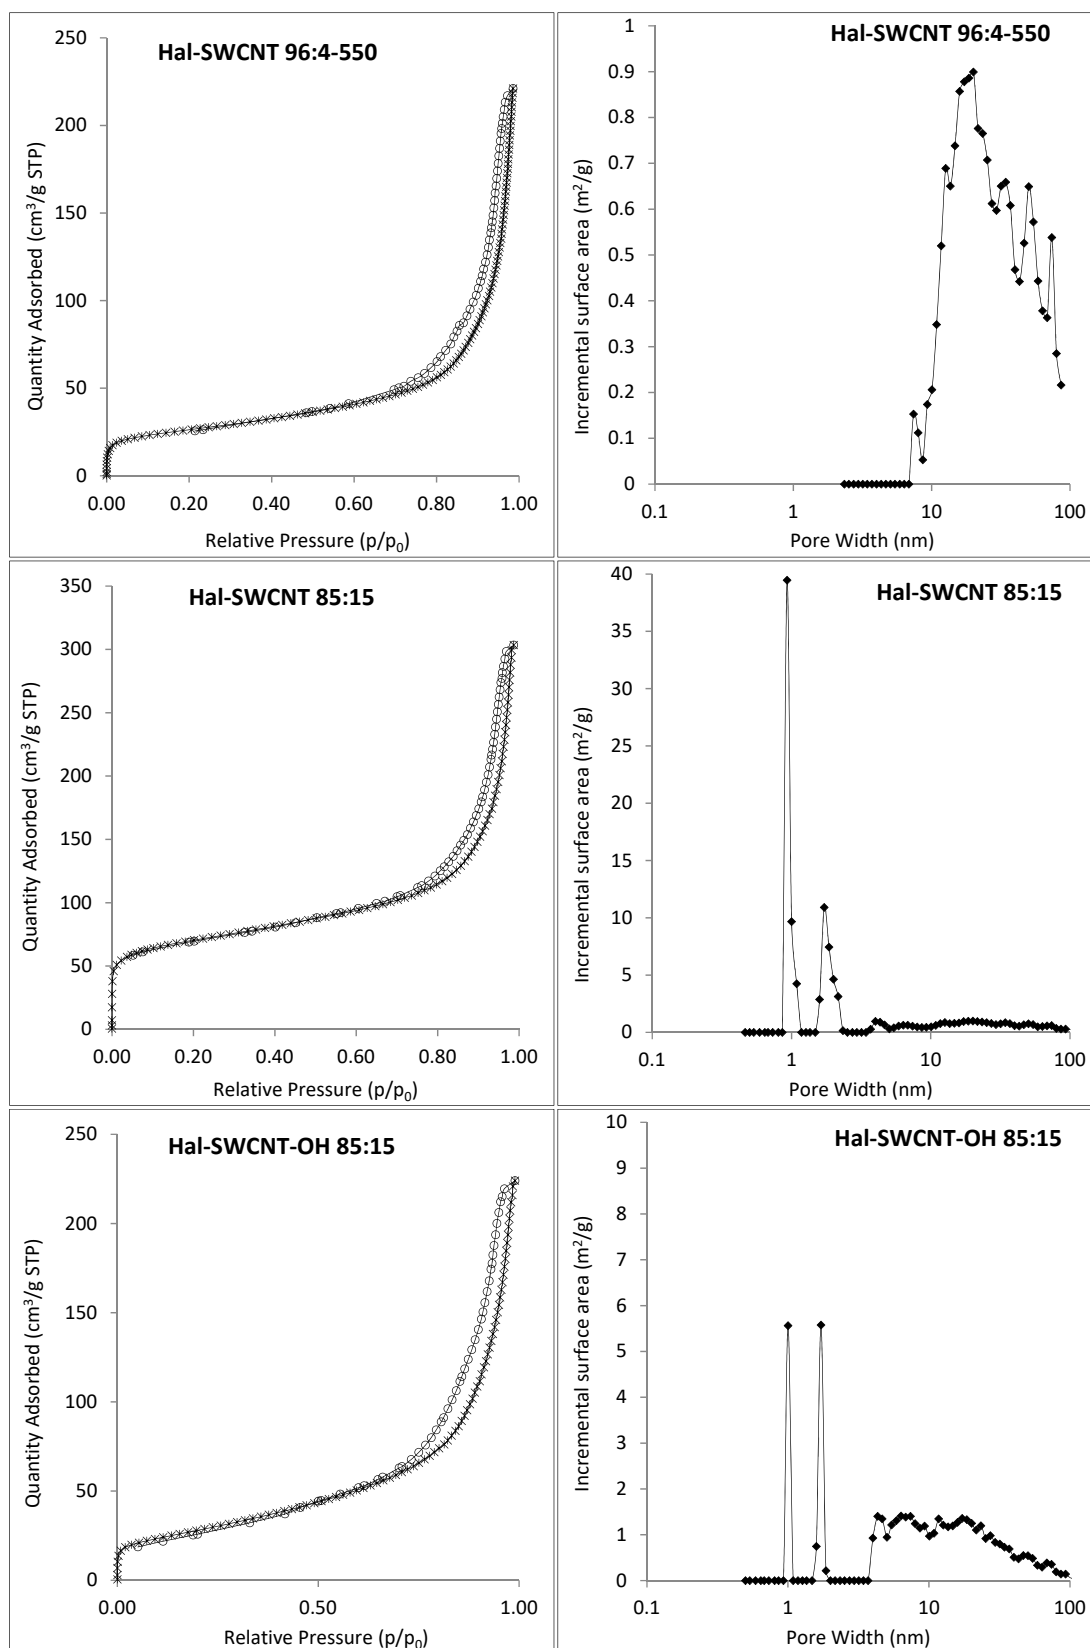 Hal-SWCNT 96:4-550
Quantity Adsorbed (cm³/g STP)
250
200
150
100
50
0
0.00 0.20 0.40 0.60 0.80 1.00
Relative Pressure (p/p₀)
Hal-SWCNT 96:4-550
Incremental surface area (m²/g)
1
0.9
0.8
0.7
0.6
0.5
0.4
0.3
0.2
0.1
0
0.1 1 10 100
Pore Width (nm)
Hal-SWCNT 85:15
Quantity Adsorbed (cm³/g STP)
350
300
250
200
150
100
50
0
0.00 0.20 0.40 0.60 0.80 1.00
Relative Pressure (p/p₀)
Hal-SWCNT 85:15
Incremental surface area (m²/g)
40
35
30
25
20
15
10
5
0
0.1 1 10 100
Pore Width (nm)
Hal-SWCNT-OH 85:15
Quantity Adsorbed (cm³/g STP)
250
200
150
100
50
0
0.00 0.50 1.00
Relative Pressure (p/p₀)
Hal-SWCNT-OH 85:15
Incremental surface area (m²/g)
10
9
8
7
6
5
4
3
2
1
0
0.1 1 10 100
Pore Width (nm)